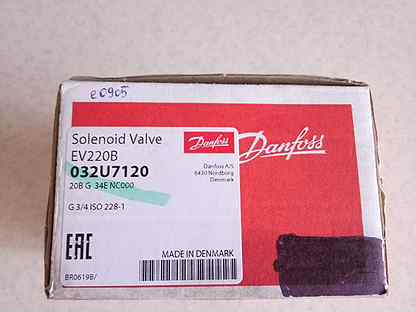 e0905
Solenoid Valve
EV220B
032U7120
20B G 34E NC000
G 3/4 ISO 228-1
Danfoss
Danfoss A/S
6430 Nordborg
Denmark
Danfoss
EAC
MADE IN DENMARK
BR0619B/